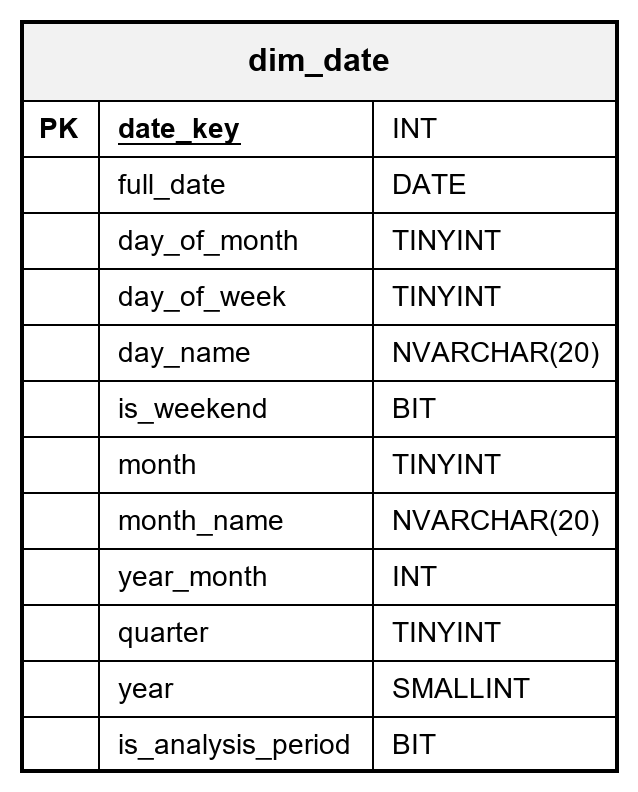 dim_date
PK date_key INT
full_date DATE
day_of_month TINYINT
day_of_week TINYINT
day_name NVARCHAR(20)
is_weekend BIT
month TINYINT
month_name NVARCHAR(20)
year_month INT
quarter TINYINT
year SMALLINT
is_analysis_period BIT